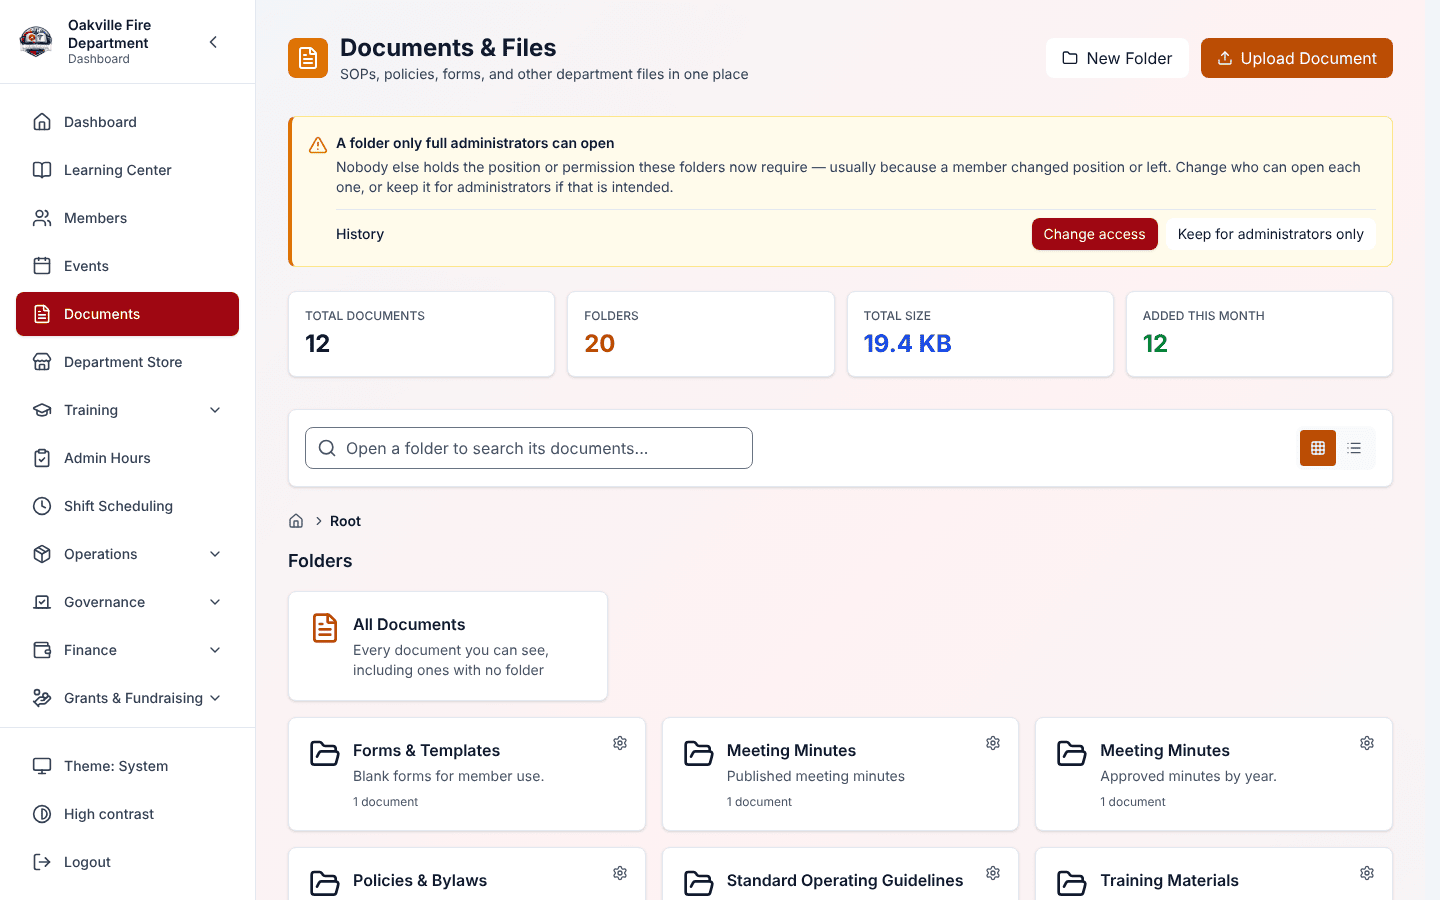 Oakville Fire
Department
Dashboard
Dashboard
Learning Center
Members
Events
Documents
Department Store
Training
Admin Hours
Shift Scheduling
Operations
Governance
Finance
Grants & Fundraising
Theme: System
High contrast
Logout
Documents & Files
SOPs, policies, forms, and other department files in one place
New Folder
Upload Document
A folder only full administrators can open
Nobody else holds the position or permission these folders now require — usually because a member changed position or left. Change who can open each
one, or keep it for administrators if that is intended.
History
Change access
Keep for administrators only
TOTAL DOCUMENTS
12
FOLDERS
20
TOTAL SIZE
19.4 KB
ADDED THIS MONTH
12
Open a folder to search its documents...
Root
Folders
All Documents
Every document you can see,
including ones with no folder
Forms & Templates
Blank forms for member use.
1 document
Meeting Minutes
Published meeting minutes
1 document
Meeting Minutes
Approved minutes by year.
1 document
Policies & Bylaws
Standard Operating Guidelines
Training Materials